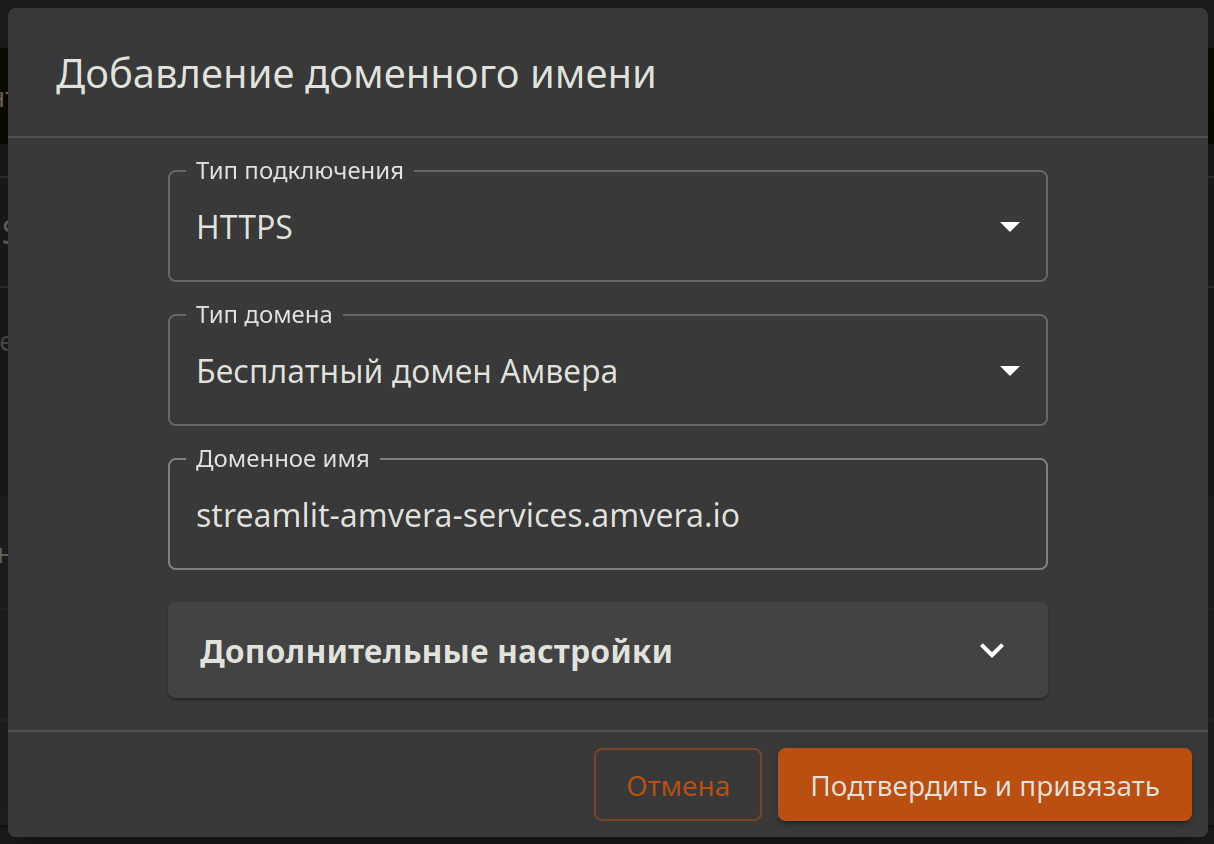 Добавление доменного имени
Тип подключения
HTTPS
Тип домена
Бесплатный домен Амвера
Доменное имя
streamlit-amvera-services.amvera.io
Дополнительные настройки
Отмена
Подтвердить и привязать